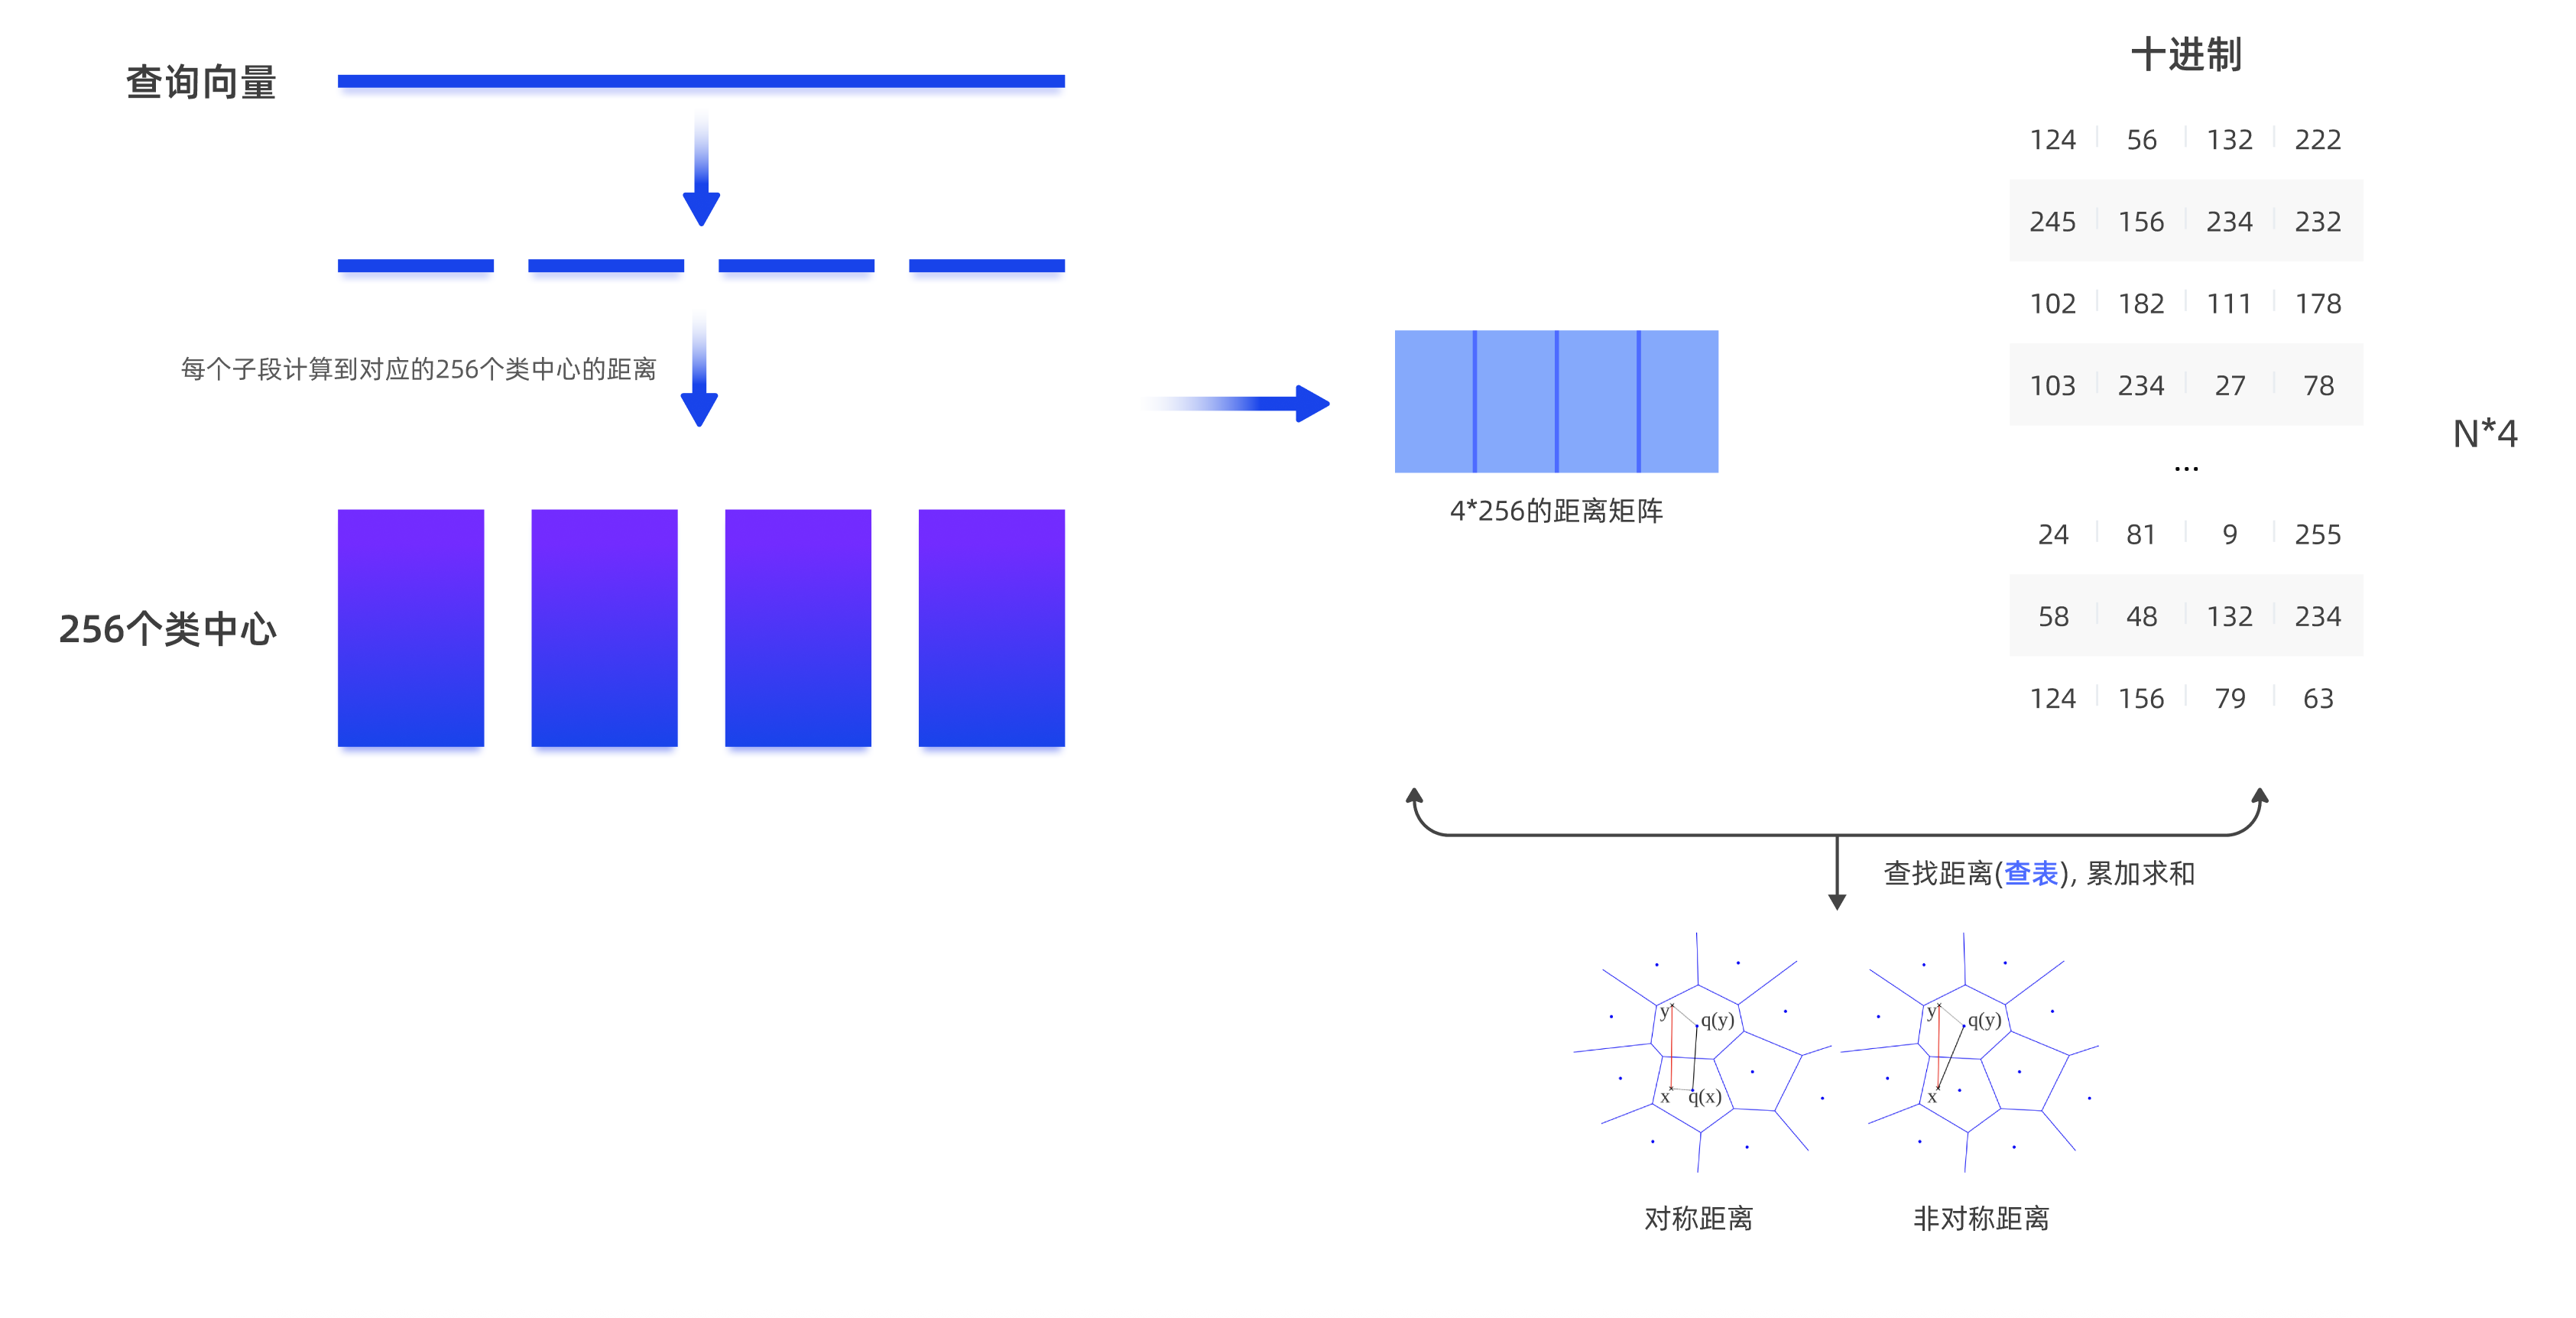 查询向量
每个子段计算到对应的256个类中心的距离
256个类中心
4*256的距离矩阵
十进制
124 56 132 222
245 156 234 232
102 182 111 178
103 234 27 78
...
24 81 9 255
58 48 132 234
124 156 79 63
N*4
查找距离(查表), 累加求和
y q(y)
x q(x)
对称距离
y q(y)
x
非对称距离